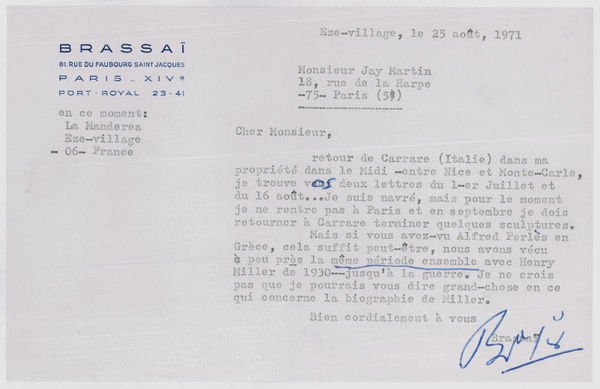 BRASSAÏ
81. RUE DU FAUBOURG SAINT JACQUES
PARIS - XIVe
PORT-ROYAL 23-41
Eze-village, le 25 août, 1971
Monsieur Jay Martin
18, rue de la Harpe
-75- Paris (5e)
en ce moment:
La Manderea
Eze-village
- 06- France
Cher Monsieur,
retour de Carrare (Italie) dans ma
propriété dans le Midi -entre Nice et Monte-Carle,
je trouve vos deux lettres du 1-er Juillet et
du 16 août...Je suis navré, mais pour le moment
je ne rentre pas à Paris et en septembre je dois
retourner à Carrare terminer quelques sculptures.
Mais si vous avez-vu Alfred Perlès en
Grèce, cela suffit peut-être, nous avons vécu
à peu près la même période ensemble avec Henry
Miller de 1930--jusqu'à la guerre. Je ne crois
pas que je pourrais vous dire grand-chose en ce
qui concerne la biographie de Miller.
Bien cordialement à vous
Brassaï